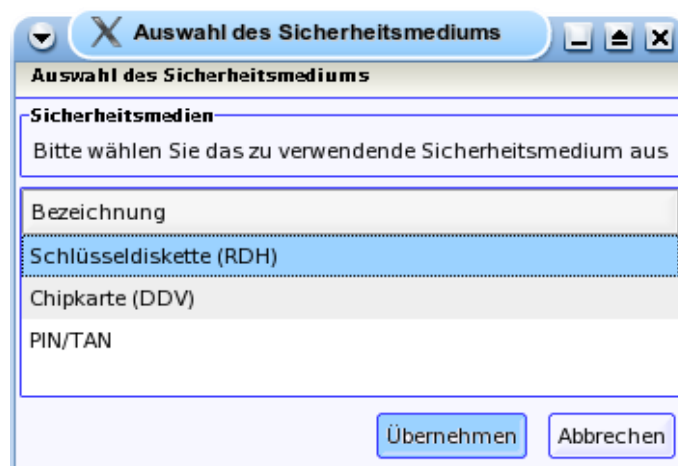 Auswahl des Sicherheitsmediums
Auswahl des Sicherheitsmediums
Sicherheitsmedien
Bitte wählen Sie das zu verwendende Sicherheitsmedium aus
Bezeichnung
Schlüsseldiskette (RDH)
Chipkarte (DDV)
PIN/TAN
Übernehmen Abbrechen